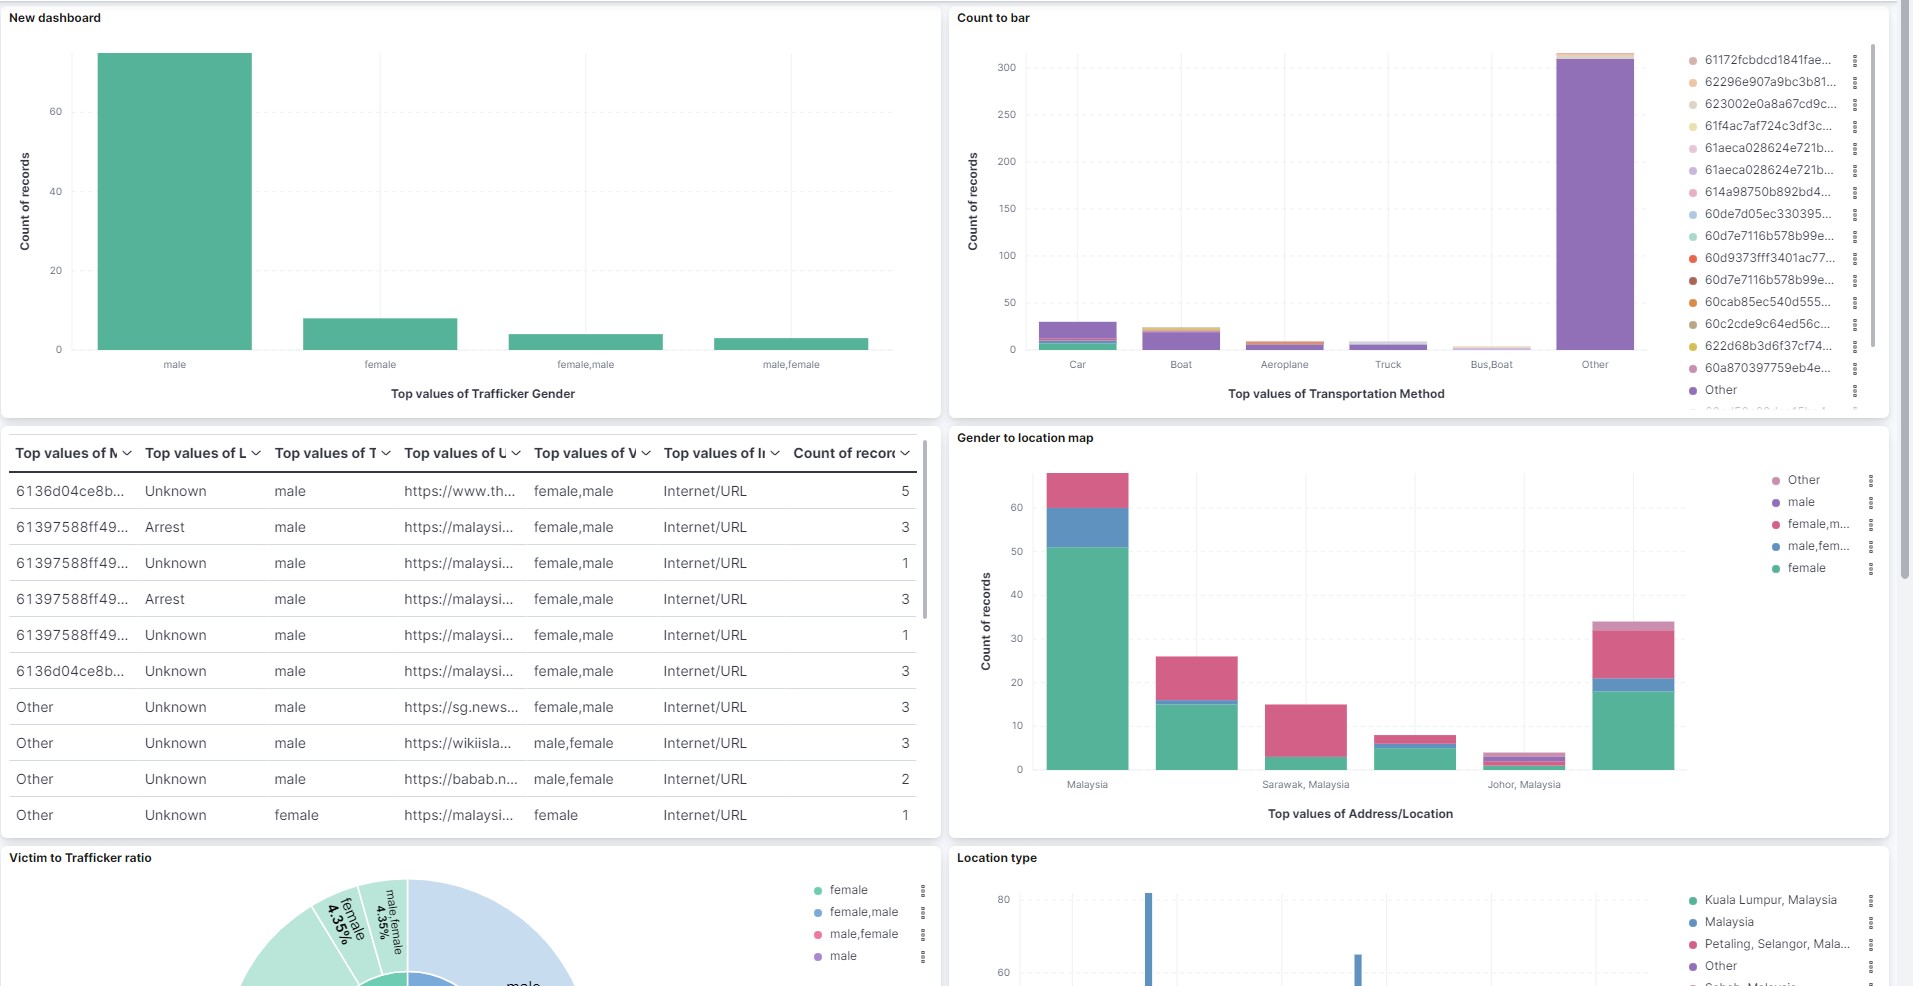 New dashboard
60
40
20
0
Count of records
male
female
female,male
male,female
Top values of Trafficker Gender
Count to bar
300
250
200
150
100
50
0
Count of records
Car
Boat
Aeroplane
Truck
Bus,Boat
Other
Top values of Transportation Method
61172fcbdcd1841fae...
62296e907a9bc3b81...
623002e0a8a67cd9c...
61f4ac7af724c3df3c...
61aeca028624e721b...
61aeca028624e721b...
614a98750b892bd4...
60de7d05ec330395...
60d7e7116b578b99e...
60d9373fff3401ac77...
60d7e7116b578b99e...
60cab85ec540d555...
60c2cde9c64ed56c...
622d68b3d6f37cf74...
60a870397759eb4e...
Other
Top values of M Top values of L Top values of T Top values of U Top values of V Top values of In Count of record
6136d04ce8b... Unknown male https://www.th... female,male Internet/URL 5
61397588ff49... Arrest male https://malaysi... female,male Internet/URL 3
61397588ff49... Unknown male https://malaysi... female,male Internet/URL 1
61397588ff49... Arrest male https://malaysi... female,male Internet/URL 3
61397588ff49... Unknown male https://malaysi... female,male Internet/URL 1
6136d04ce8b... Unknown male https://malaysi... female,male Internet/URL 3
Other Unknown male https://sg.news... female,male Internet/URL 3
Other Unknown male https://wikiisla... male,female Internet/URL 3
Other Unknown male https://babab.n... male,female Internet/URL 2
Other Unknown female https://malaysi... female Internet/URL 1
Gender to location map
60
50
40
30
20
10
0
Count of records
Malaysia
Sarawak, Malaysia
Johor, Malaysia
Top values of Address/Location
Other
male
female,m...
male,fem...
female
Victim to Trafficker ratio
female
4.35%
male,female
4.35%
male
female
female,male
male,female
male
Location type
80
60
Kuala Lumpur, Malaysia
Malaysia
Petaling, Selangor, Mala...
Other